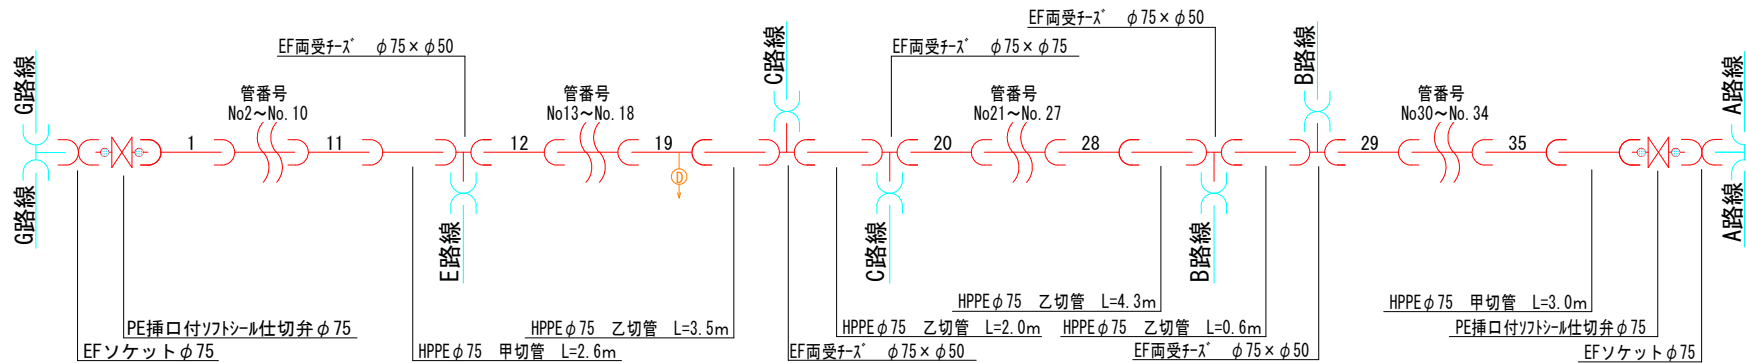 EF両受チーズ φ75×φ50
EF両受チーズ φ75×φ50
EF両受チーズ φ75×φ75
G路線
C路線
B路線
A路線
管番号
No2～No.10
管番号
No13～No.18
管番号
No21～No.27
管番号
No30～No.34
1
11
12
19
20
28
29
35
D
G路線
E路線
C路線
B路線
A路線
HPPEφ75 乙切管 L=4.3m
HPPEφ75 甲切管 L=3.0m
PE挿口付ソフトシール仕切弁φ75
HPPEφ75 乙切管 L=3.5m
HPPEφ75 乙切管 L=2.0m
HPPEφ75 乙切管 L=0.6m
PE挿口付ソフトシール仕切弁φ75
EFソケットφ75
HPPEφ75 甲切管 L=2.6m
EF両受チーズ φ75×φ50
EF両受チーズ φ75×φ50
EFソケットφ75